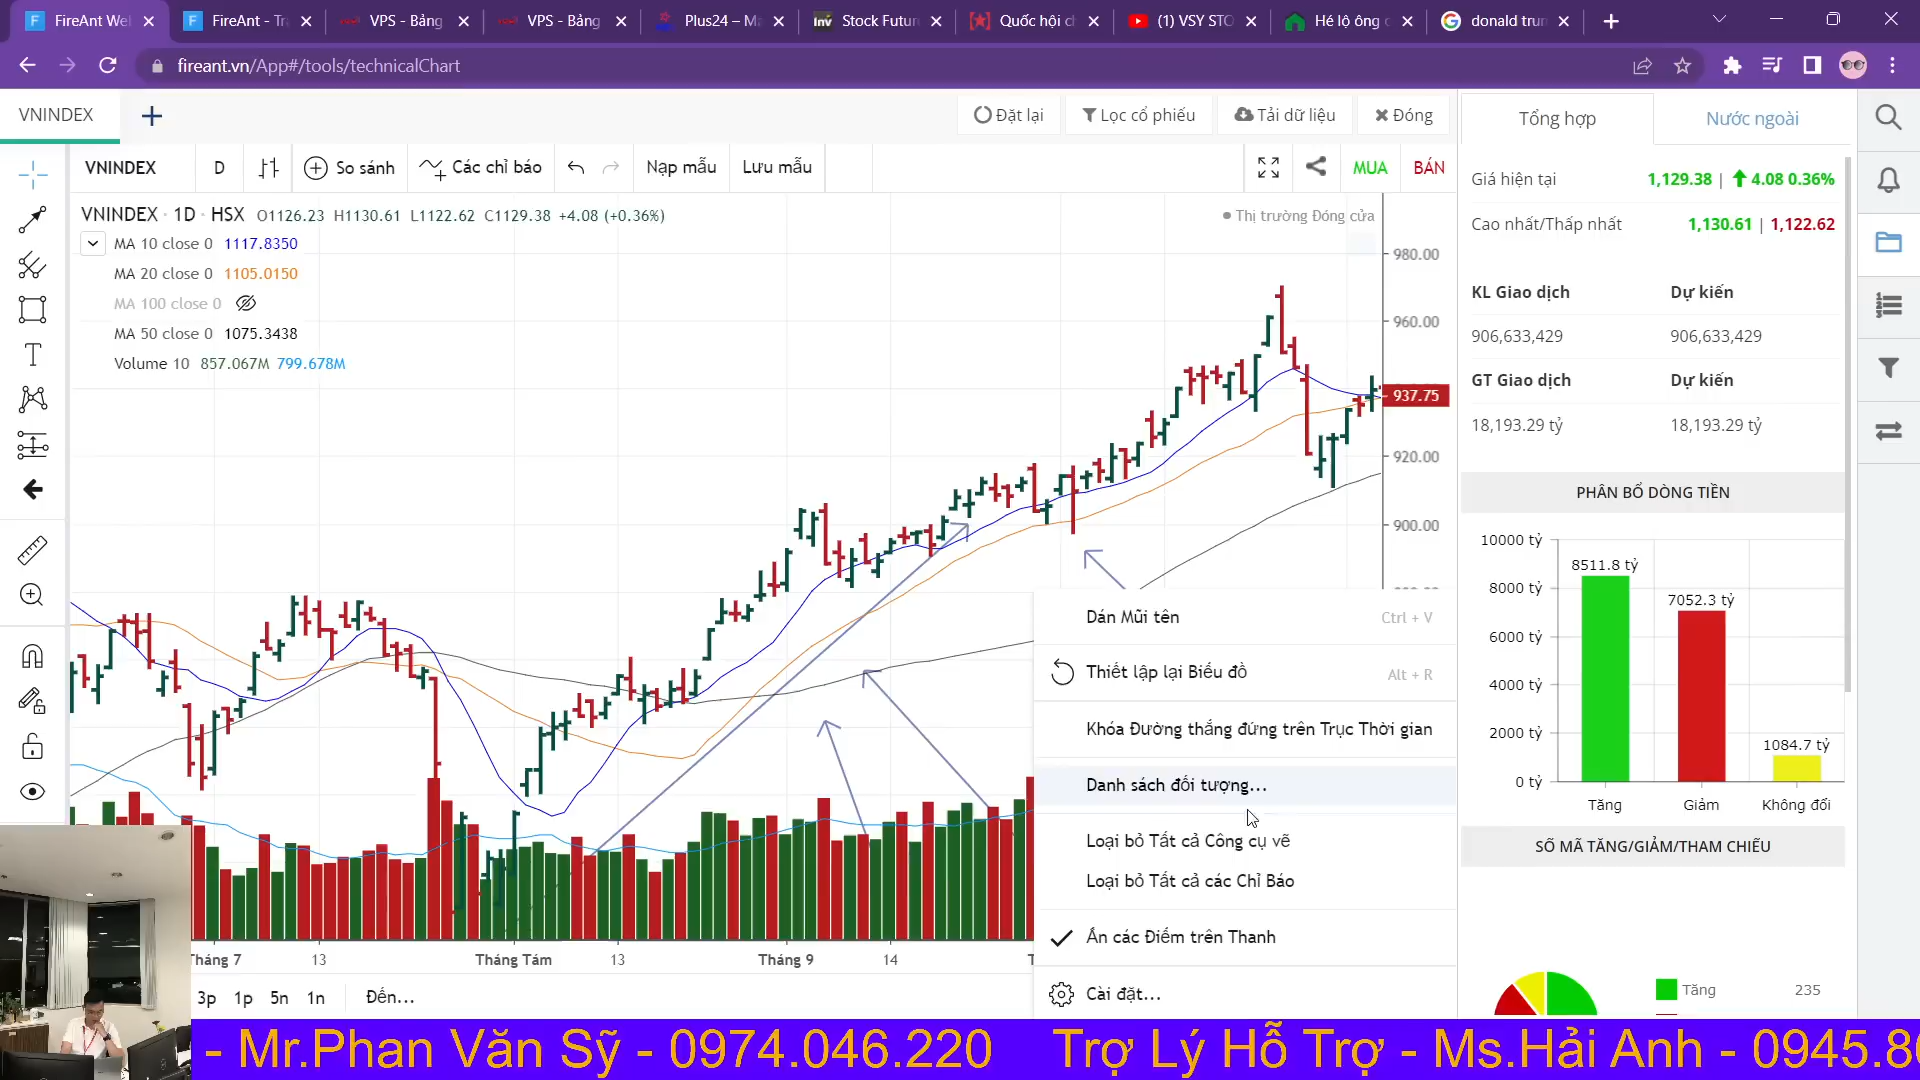 FireAnt Wel
FireAnt - Tra
VPS - Bảng
VPS - Bảng
Plus24 – Ma
Stock Futur
Quốc hội ch
(1) VSY STO
Hé lộ ông c
donald trum
fireant.vn/App#/tools/technicalChart
VNINDEX
Đặt lại
Lọc cổ phiếu
Tải dữ liệu
Đóng
Tổng hợp
Nước ngoài
VNINDEX
D
So sánh
Các chỉ báo
Nạp mẫu
Lưu mẫu
MUA
BÁN
VNINDEX · 1D · HSX O1126.23 H1130.61 L1122.62 C1129.38 +4.08 (+0.36%)
Thị trường Đóng cửa
MA 10 close 0 1117.8350
MA 20 close 0 1105.0150
MA 100 close 0
MA 50 close 0 1075.3438
Volume 10 857.067M 799.678M
980.00
960.00
937.75
920.00
900.00
Giá hiện tại 1,129.38 | 4.08 0.36%
Cao nhất/Thấp nhất 1,130.61 | 1,122.62
KL Giao dịch Dự kiến
906,633,429 906,633,429
GT Giao dịch Dự kiến
18,193.29 tỷ 18,193.29 tỷ
PHÂN BỔ DÒNG TIỀN
10000 tỷ
8000 tỷ
6000 tỷ
4000 tỷ
2000 tỷ
0 tỷ
8511.8 tỷ
7052.3 tỷ
1084.7 tỷ
Tăng Giảm Không đổi
SỐ MÃ TĂNG/GIẢM/THAM CHIẾU
Tăng 235
Dán Mũi tên Ctrl + V
Thiết lập lại Biểu đồ Alt + R
Khóa Đường thẳng đứng trên Trục Thời gian
Danh sách đối tượng...
Loại bỏ Tất cả Công cụ vẽ
Loại bỏ Tất cả các Chỉ Báo
Ẩn các Điểm trên Thanh
Cài đặt...
Tháng 7 13 Tháng Tám 13 Tháng 9 14
3p 1p 5n 1n Đến...
- Mr.Phan Văn Sỹ - 0974.046.220 Trợ Lý Hỗ Trợ - Ms.Hải Anh - 0945.8